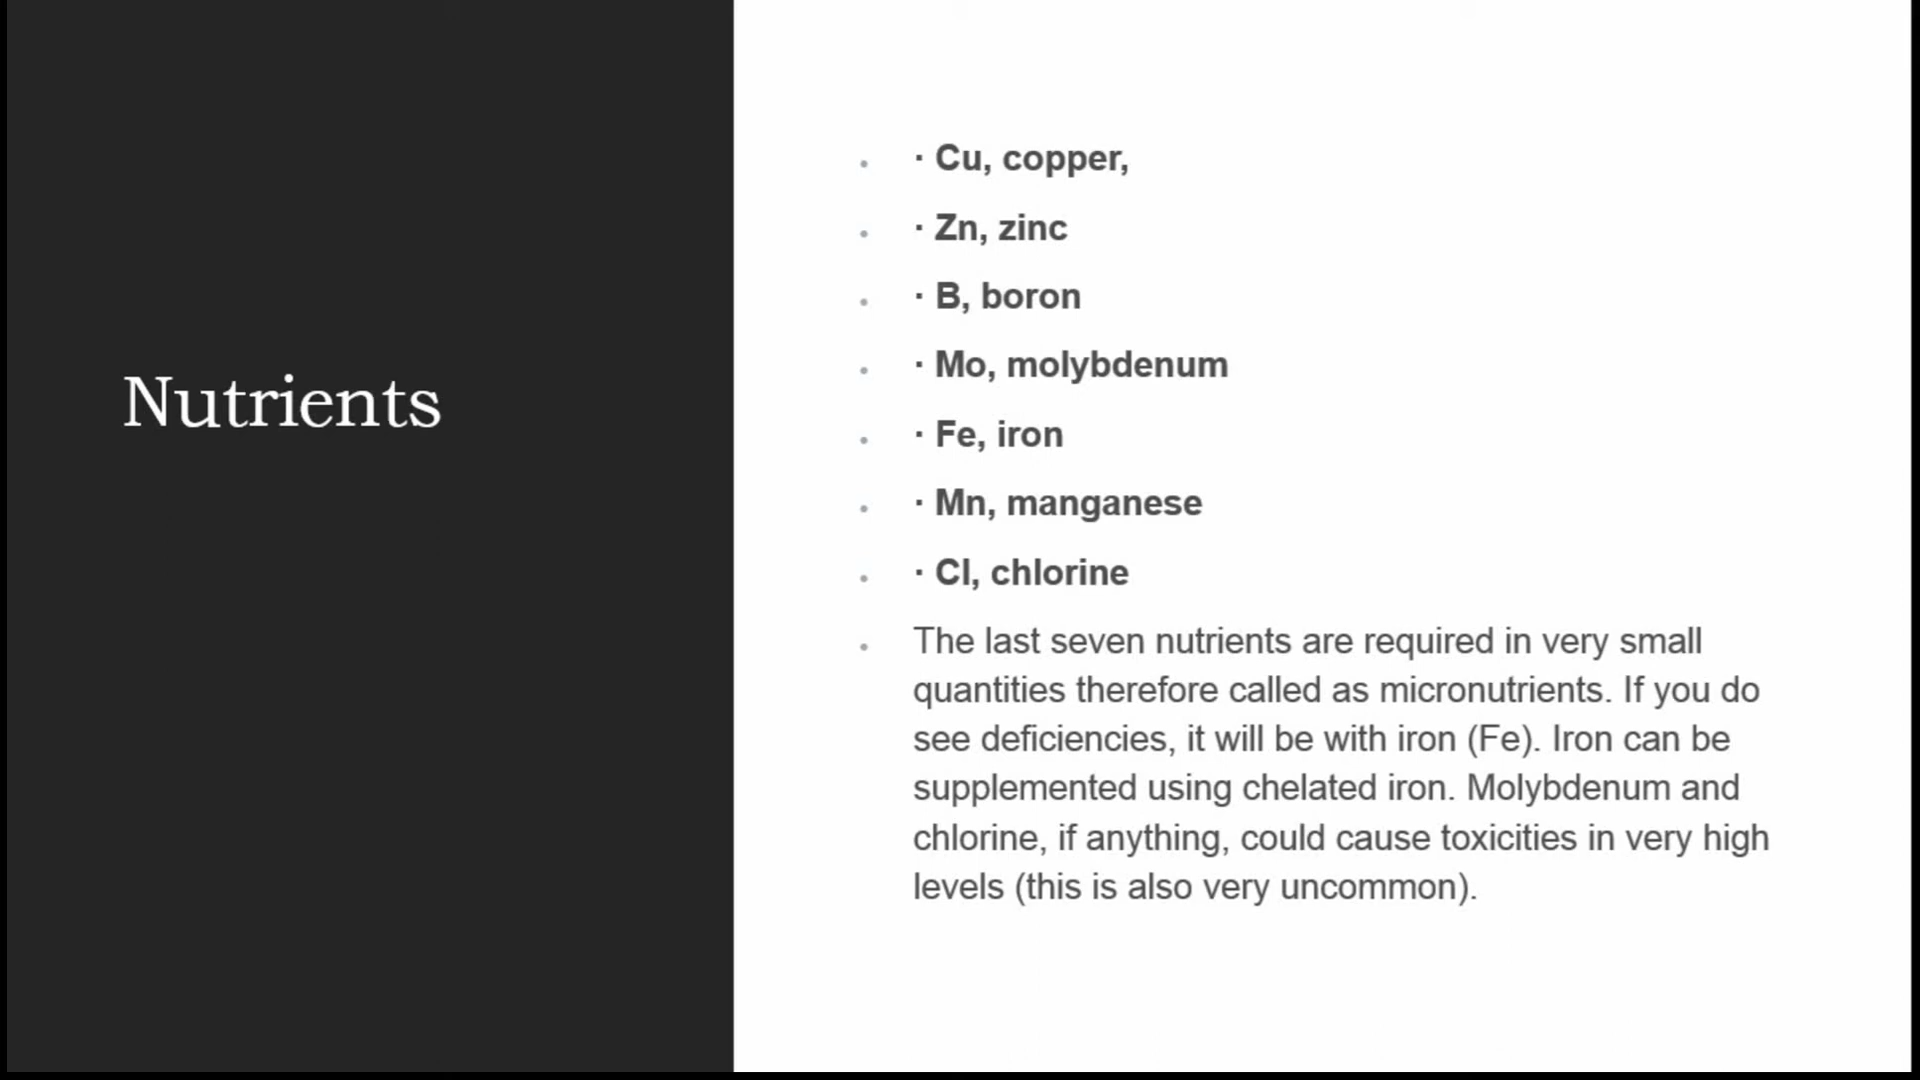 Nutrients
• · Cu, copper,
• · Zn, zinc
• · B, boron
• · Mo, molybdenum
• · Fe, iron
• · Mn, manganese
• · Cl, chlorine
• The last seven nutrients are required in very small
quantities therefore called as micronutrients. If you do
see deficiencies, it will be with iron (Fe). Iron can be
supplemented using chelated iron. Molybdenum and
chlorine, if anything, could cause toxicities in very high
levels (this is also very uncommon).